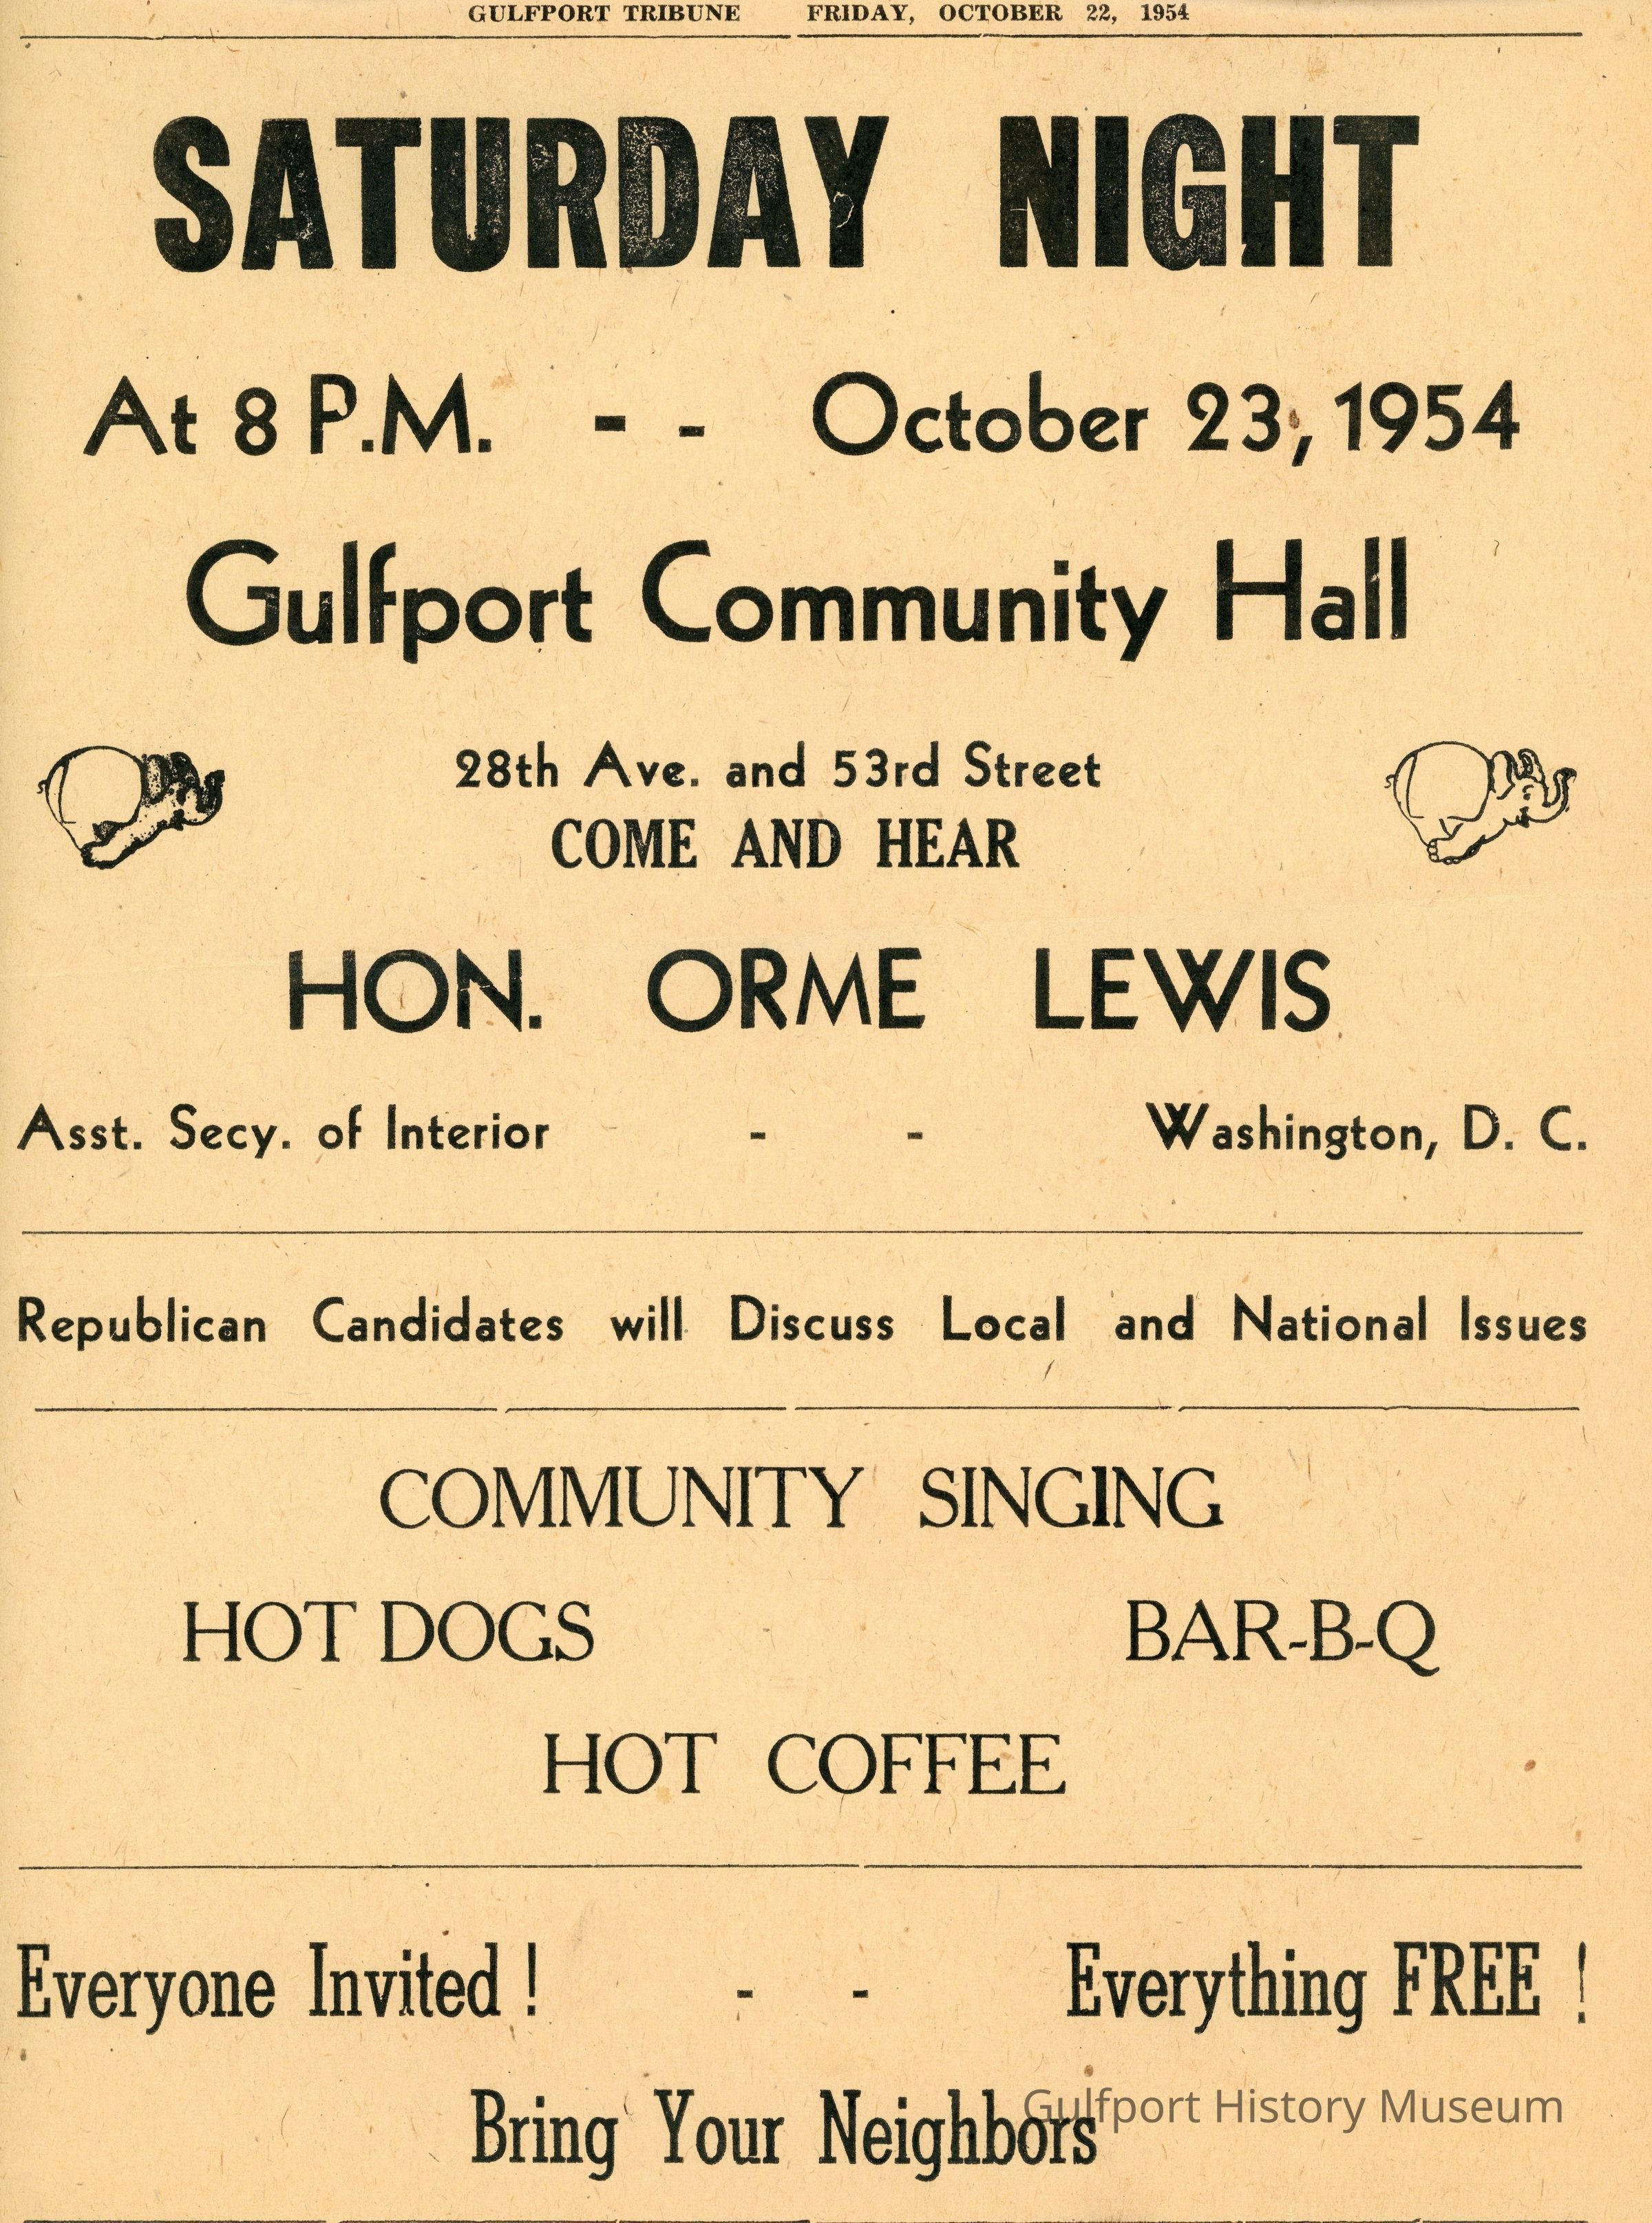 GULFPORT TRIBUNE FRIDAY, OCTOBER 22, 1954
SATURDAY NIGHT
At 8 P.M. - - October 23, 1954
Gulfport Community Hall
28th Ave. and 53rd Street
COME AND HEAR
HON. ORME LEWIS
Asst. Secy. of Interior - - Washington, D. C.
Republican Candidates will Discuss Local and National Issues
COMMUNITY SINGING
HOT DOGS BAR-B-Q
HOT COFFEE
Everyone Invited ! - - Everything FREE !
Bring Your Neighbors
Gulfport History Museum